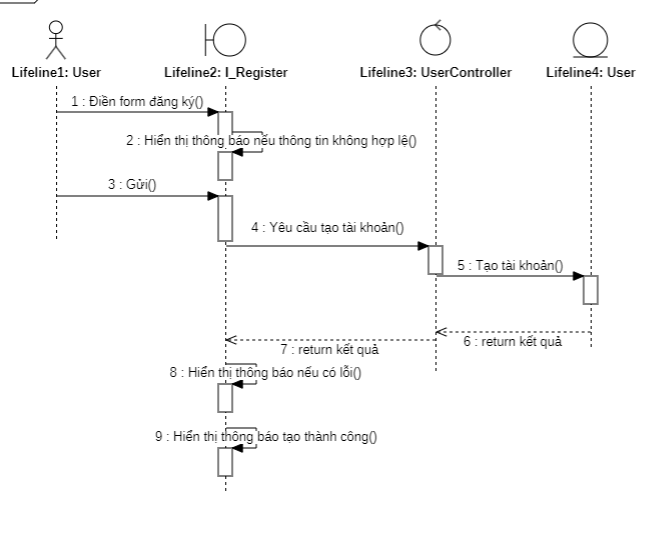 Lifeline1: User
Lifeline2: I_Register
Lifeline3: UserController
Lifeline4: User
1 : Điền form đăng ký()
2 : Hiển thị thông báo nếu thông tin không hợp lệ()
3 : Gửi()
4 : Yêu cầu tạo tài khoản()
5 : Tạo tài khoản()
6 : return kết quả
7 : return kết quả
8 : Hiển thị thông báo nếu có lỗi()
9 : Hiển thị thông báo tạo thành công()